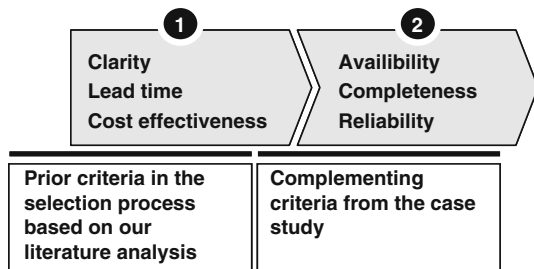 1
Clarity
Lead time
Cost effectiveness
2
Availibility
Completeness
Reliability
Prior criteria in the
selection process
based on our
literature analysis
Complementing
criteria from the case
study